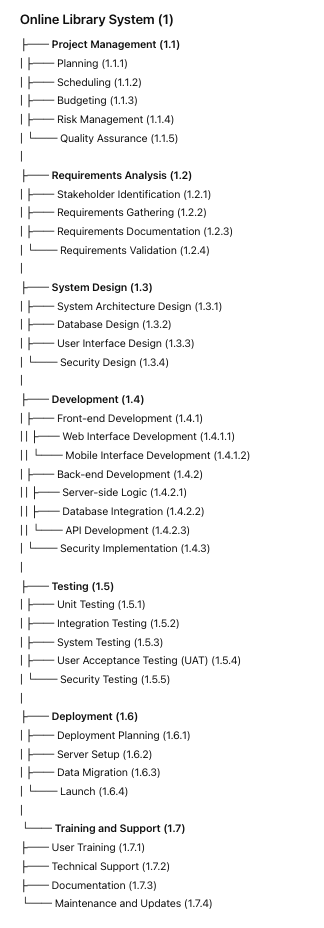 Online Library System (1)
├── Project Management (1.1)
| ├── Planning (1.1.1)
| ├── Scheduling (1.1.2)
| ├── Budgeting (1.1.3)
| ├── Risk Management (1.1.4)
| └── Quality Assurance (1.1.5)
|
├── Requirements Analysis (1.2)
| ├── Stakeholder Identification (1.2.1)
| ├── Requirements Gathering (1.2.2)
| ├── Requirements Documentation (1.2.3)
| └── Requirements Validation (1.2.4)
|
├── System Design (1.3)
| ├── System Architecture Design (1.3.1)
| ├── Database Design (1.3.2)
| ├── User Interface Design (1.3.3)
| └── Security Design (1.3.4)
|
├── Development (1.4)
| ├── Front-end Development (1.4.1)
| | ├── Web Interface Development (1.4.1.1)
| | └── Mobile Interface Development (1.4.1.2)
| ├── Back-end Development (1.4.2)
| | ├── Server-side Logic (1.4.2.1)
| | ├── Database Integration (1.4.2.2)
| | └── API Development (1.4.2.3)
| └── Security Implementation (1.4.3)
|
├── Testing (1.5)
| ├── Unit Testing (1.5.1)
| ├── Integration Testing (1.5.2)
| ├── System Testing (1.5.3)
| ├── User Acceptance Testing (UAT) (1.5.4)
| └── Security Testing (1.5.5)
|
├── Deployment (1.6)
| ├── Deployment Planning (1.6.1)
| ├── Server Setup (1.6.2)
| ├── Data Migration (1.6.3)
| └── Launch (1.6.4)
|
└── Training and Support (1.7)
├── User Training (1.7.1)
├── Technical Support (1.7.2)
├── Documentation (1.7.3)
└── Maintenance and Updates (1.7.4)